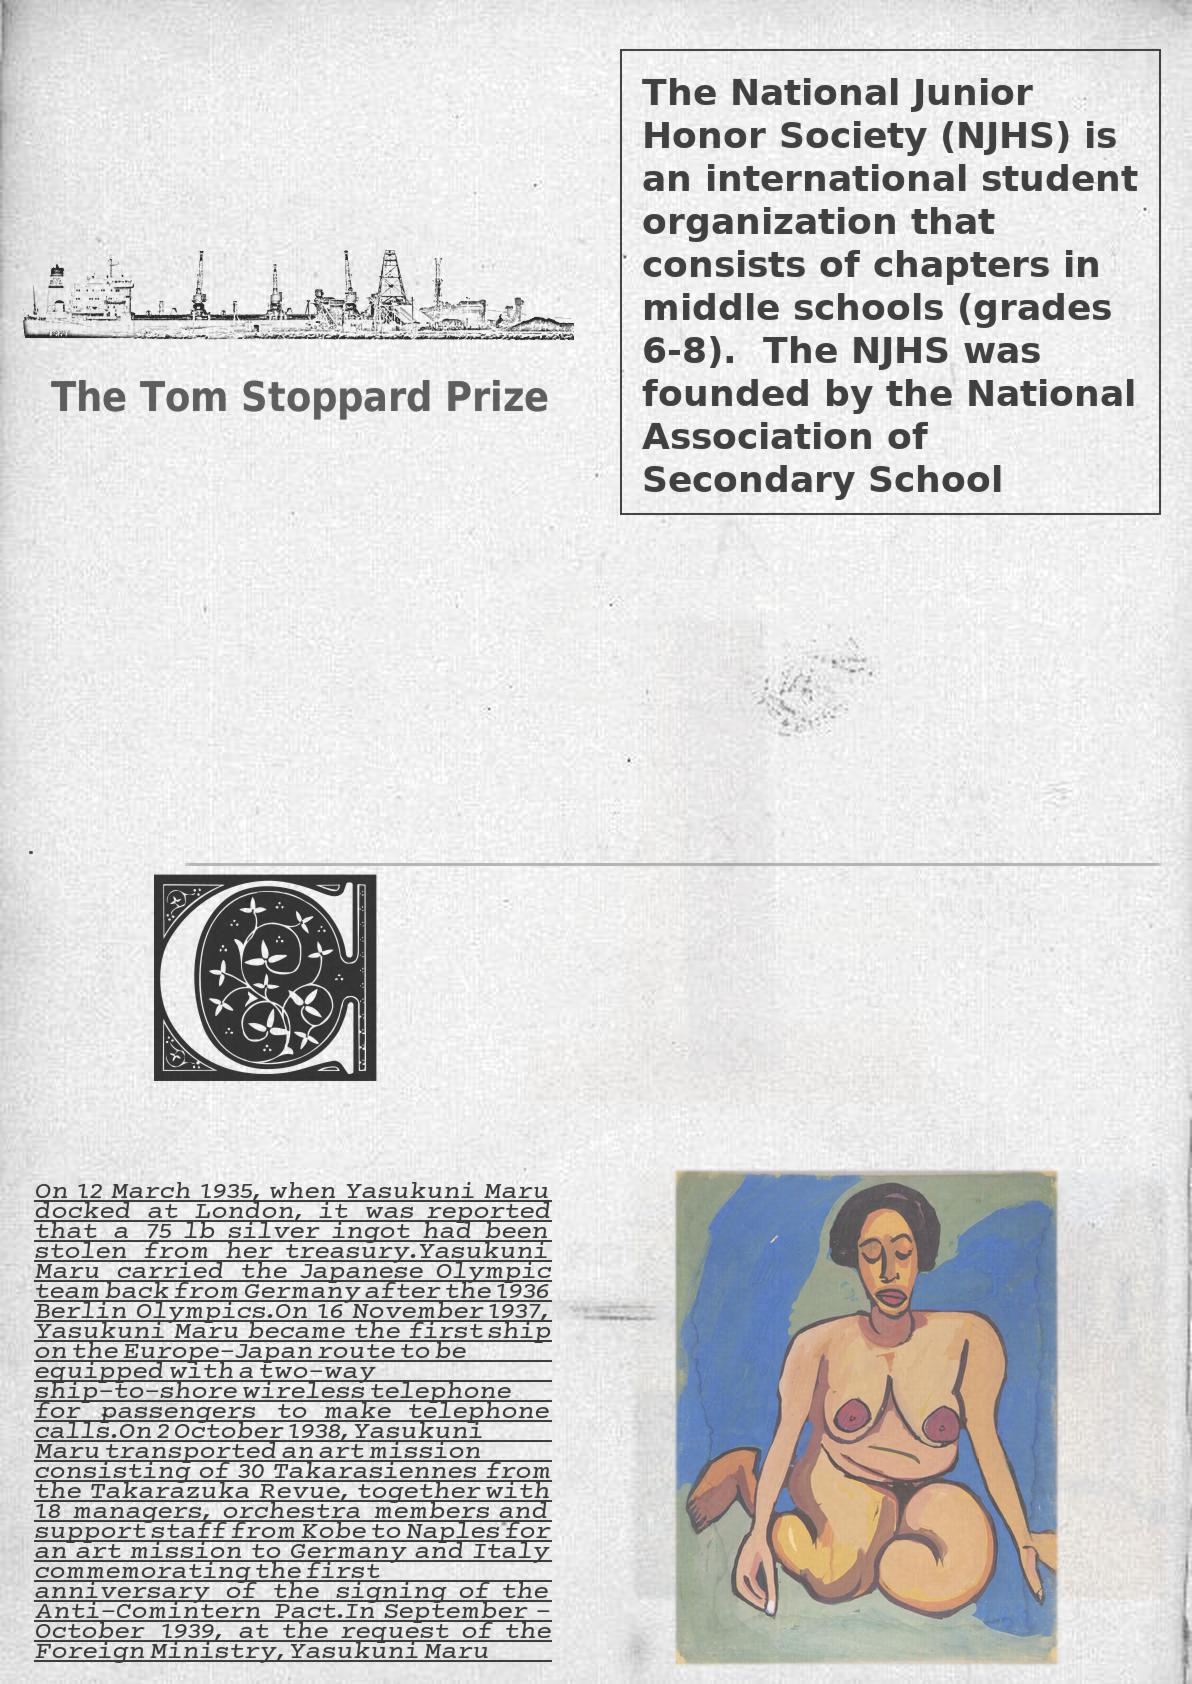 The National Junior
Honor Society (NJHS) is
an international student
organization that
consists of chapters in
middle schools (grades
6-8).  The NJHS was
founded by the National
Association of
Secondary School
The Tom Stoppard Prize
C
On 12 March 1935, when Yasukuni Maru
docked at London, it was reported
that a 75 lb silver ingot had been
stolen from her treasury.Yasukuni
Maru carried the Japanese Olympic
team back from Germany after the 1936
Berlin Olympics.On 16 November 1937,
Yasukuni Maru became the first ship
on the Europe-Japan route to be
equipped with a two-way
ship-to-shore wireless telephone
for passengers to make telephone
calls.On 2 October 1938, Yasukuni
Maru transported an art mission
consisting of 30 Takarasiennes from
the Takarazuka Revue, together with
18 managers, orchestra members and
support staff from Kobe to Naples for
an art mission to Germany and Italy
commemorating the first
anniversary of the signing of the
Anti-Comintern Pact.In September -
October 1939, at the request of the
Foreign Ministry, Yasukuni Maru